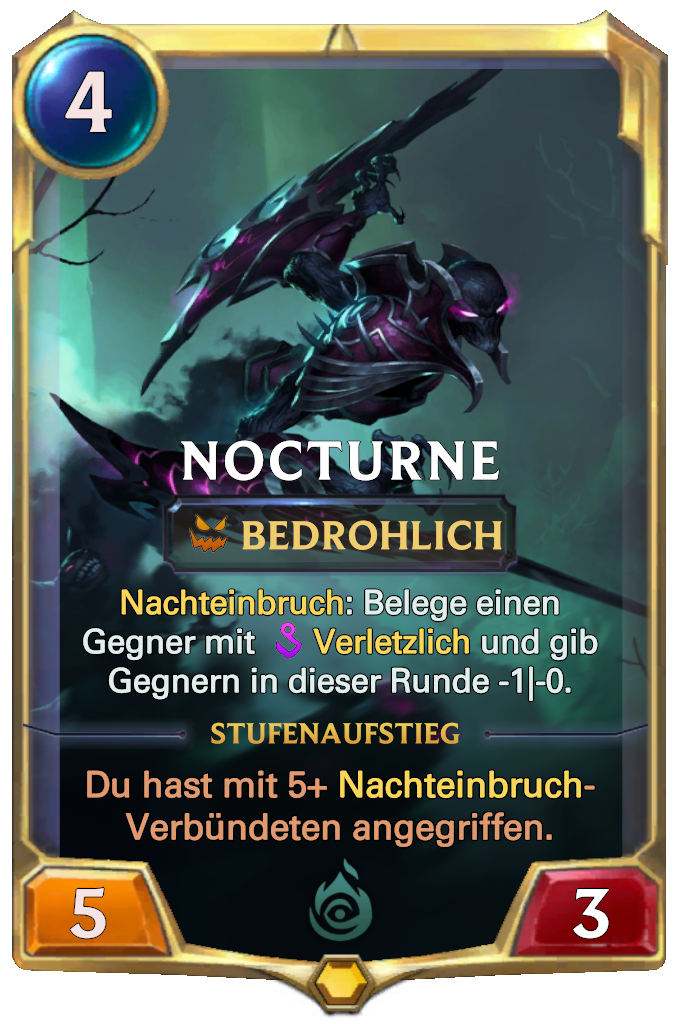 4
NOCTURNE
BEDROHLICH
Nachteinbruch: Belege einen
Gegner mit Verletzlich und gib
Gegnern in dieser Runde -1|-0.
STUFENAUFSTIEG
Du hast mit 5+ Nachteinbruch-
Verbündeten angegriffen.
5
3